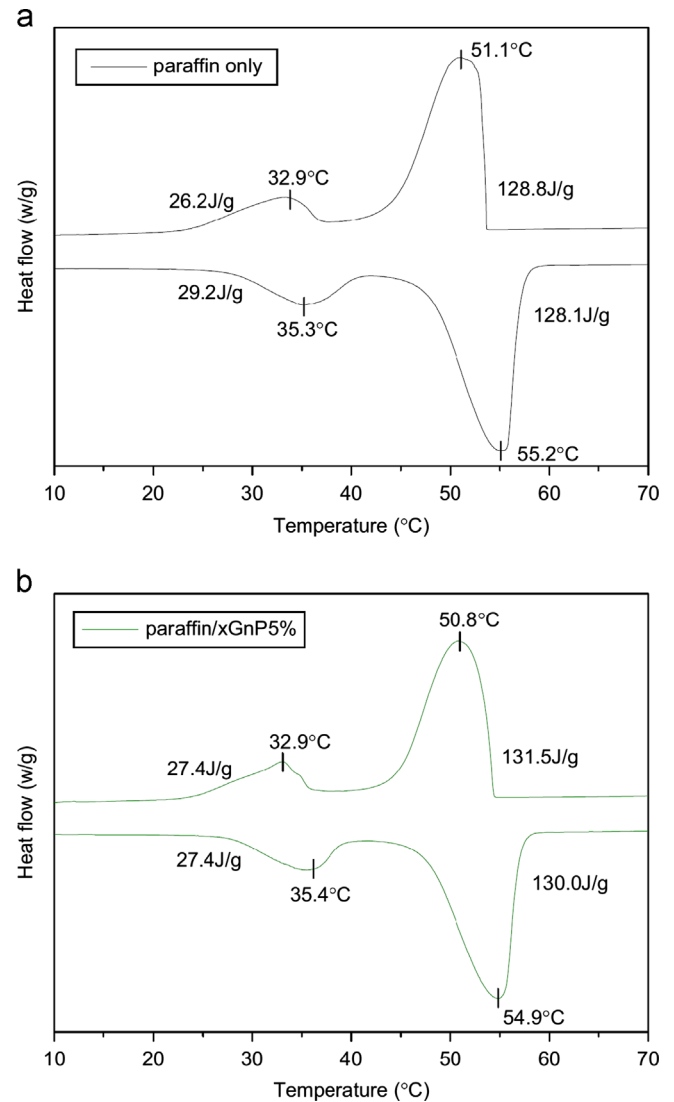 a
paraffin only
51.1°C
32.9°C
26.2J/g
128.8J/g
29.2J/g
35.3°C
128.1J/g
55.2°C
Heat flow (w/g)
10 20 30 40 50 60 70
Temperature (°C)
b
paraffin/xGnP5%
50.8°C
32.9°C
27.4J/g
131.5J/g
27.4J/g
35.4°C
130.0J/g
54.9°C
Heat flow (w/g)
10 20 30 40 50 60 70
Temperature (°C)